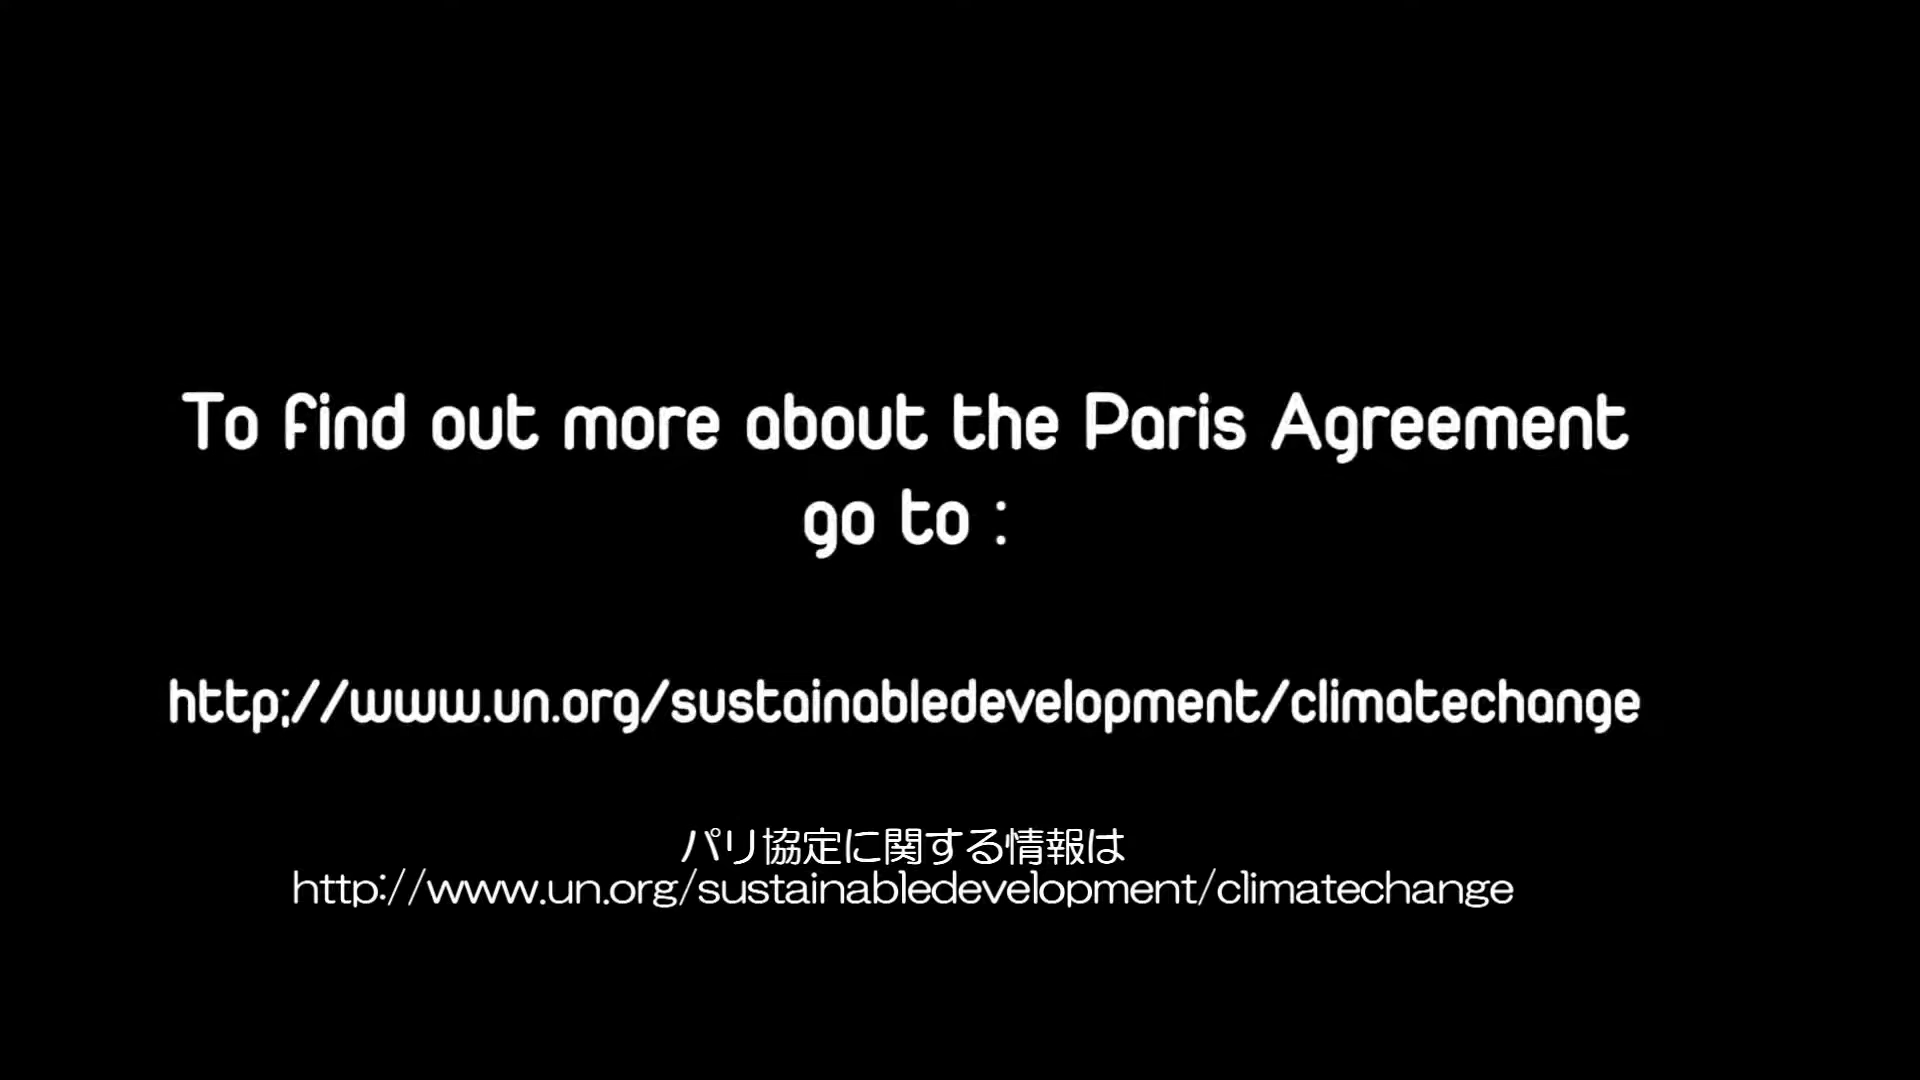 To find out more about the Paris Agreement
go to :
http;//www.un.org/sustainabledevelopment/climatechange
パリ協定に関する情報は
http://www.un.org/sustainabledevelopment/climatechange